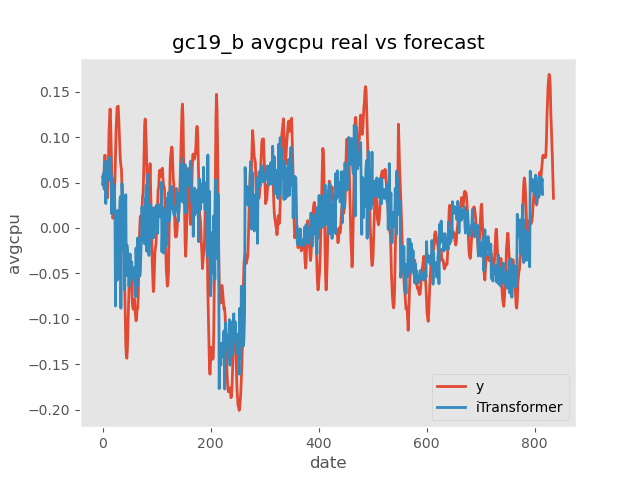 gc19_b avgcpu real vs forecast
avgcpu
0.15
0.10
0.05
0.00
−0.05
−0.10
−0.15
−0.20
0 200 400 600 800
date
y
iTransformer